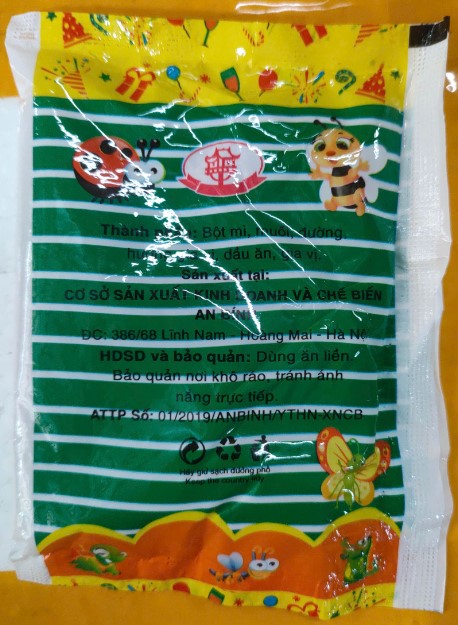 Thành phần: Bột mì, muối, đường,
hương ớt, dầu ăn, gia vị.
Sản xuất tại:
CƠ SỞ SẢN XUẤT KINH DOANH VÀ CHẾ BIẾN
AN BÌNH
ĐC: 386/68 Lĩnh Nam - Hoàng Mai - Hà Nội
HDSD và bảo quản: Dùng ăn liền.
Bảo quản nơi khô ráo, tránh ánh
nắng trực tiếp.
ATTP Số: 01/2019/ANBINH/YTHN-XNCB
Hãy giữ sạch đường phố
Keep the country tidy